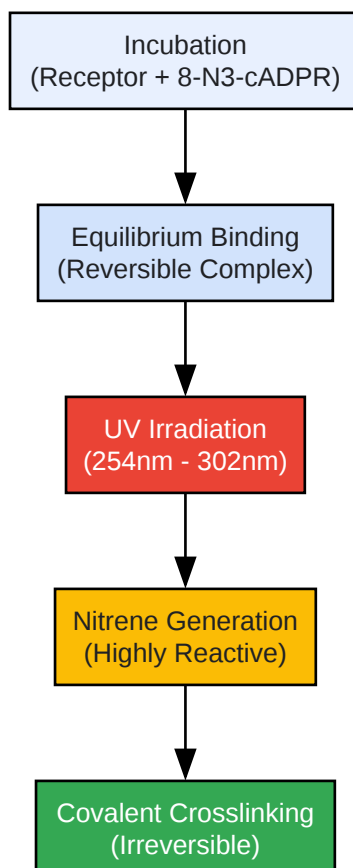 Incubation
(Receptor + 8-N3-cADPR)
Equilibrium Binding
(Reversible Complex)
UV Irradiation
(254nm - 302nm)
Nitrene Generation
(Highly Reactive)
Covalent Crosslinking
(Irreversible)